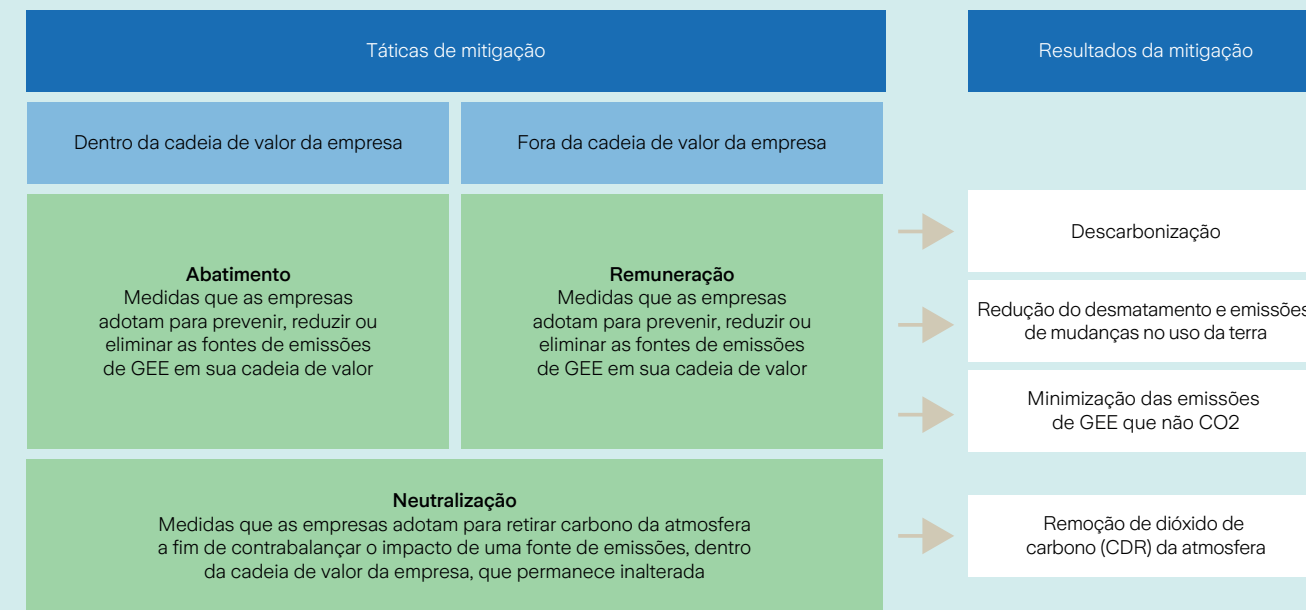 Táticas de mitigação
Resultados da mitigação
Dentro da cadeia de valor da empresa
Fora da cadeia de valor da empresa
Abatimento
Medidas que as empresas
adotam para prevenir, reduzir ou
eliminar as fontes de emissões
de GEE em sua cadeia de valor
Remuneração
Medidas que as empresas
adotam para prevenir, reduzir ou
eliminar as fontes de emissões
de GEE em sua cadeia de valor
Descarbonização
Redução do desmatamento e emissões
de mudanças no uso da terra
Minimização das emissões
de GEE que não CO2
Neutralização
Medidas que as empresas adotam para retirar carbono da atmosfera
a fim de contrabalançar o impacto de uma fonte de emissões, dentro
da cadeia de valor da empresa, que permanece inalterada
Remoção de dióxido de
carbono (CDR) da atmosfera